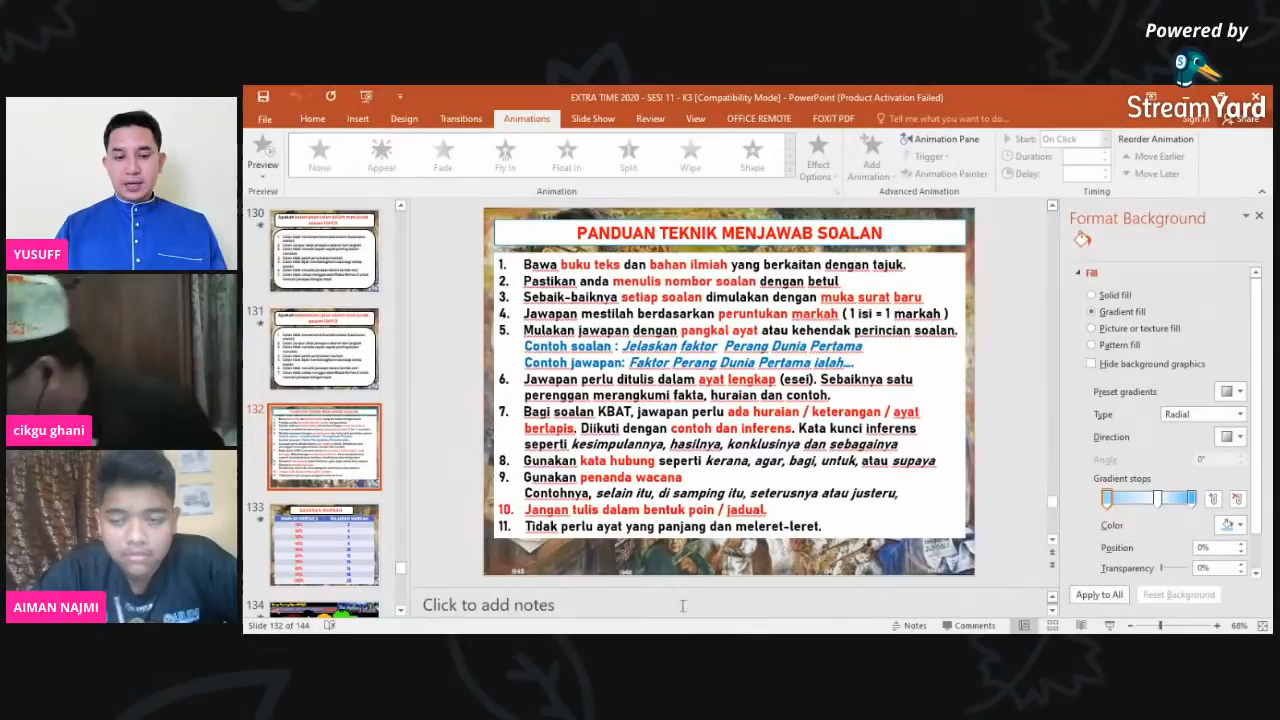 Powered by
StreamYard
EXTRA TIME 2020 - SESI 11 - K3 [Compatibility Mode] - PowerPoint (Product Activation Failed)
File Home Insert Design Transitions Animations Slide Show Review View OFFICE REMOTE FOXIT PDF Tell me what you want to do... Share
Preview None Appear Fade Fly In Float In Split Wipe Shape
Effect Options Add Animation
Animation Pane
Trigger
Animation Painter
Start: On Click
Duration:
Delay:
Reorder Animation
Move Earlier
Move Later
Preview Animation Advanced Animation Timing
YUSUFF
cikgu ghani
AIMAN NAJMI
130
131
132
133
134
PANDUAN TEKNIK MENJAWAB SOALAN
1. Bawa buku teks dan bahan ilmiah yang berkaitan dengan tajuk.
2. Pastikan anda menulis nombor soalan dengan betul
3. Sebaik-baiknya setiap soalan dimulakan dengan muka surat baru
4. Jawapan mestilah berdasarkan peruntukan markah ( 1 isi = 1 markah )
5. Mulakan jawapan dengan pangkal ayat atau kehendak perincian soalan.
Contoh soalan : Jelaskan faktor Perang Dunia Pertama
Contoh jawapan: Faktor Perang Dunia Pertama ialah....
6. Jawapan perlu ditulis dalam ayat lengkap (esei). Sebaiknya satu
perenggan merangkumi fakta, huraian dan contoh.
7. Bagi soalan KBAT, jawapan perlu ada huraian / keterangan / ayat
berlapis. Diikuti dengan contoh dan inferens. Kata kunci inferens
seperti kesimpulannya, hasilnya, oleh yang demikian dan sebagainya
8. Gunakan kata hubung seperti kerana, agar, bagi, untuk, atau supaya
9. Gunakan penanda wacana
Contohnya, selain itu, di samping itu, seterusnya atau justeru,
10. Jangan tulis dalam bentuk poin / jadual.
11. Tidak perlu ayat yang panjang dan meleret-leret.
Click to add notes
Slide 132 of 144
Notes Comments 68%
Format Background
Fill
Solid fill
Gradient fill
Picture or texture fill
Pattern fill
Hide background graphics
Preset gradients
Type Radial
Direction
Angle 0°
Gradient stops
Color
Position 0%
Transparency 0%
Apply to All Reset Background